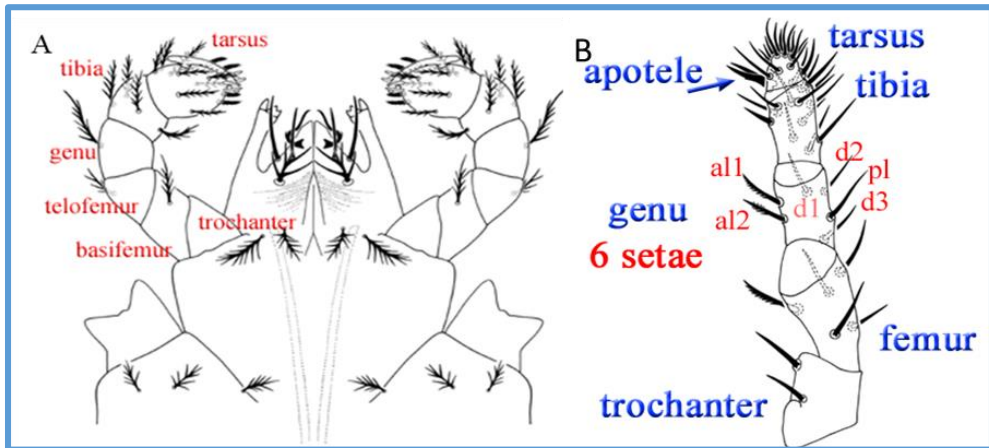 A
tarsus
tibia
genu
telofemur
trochanter
basifemur
B
tarsus
apotele
tibia
al1
d2
pl
al2
d1
d3
genu
6 setae
femur
trochanter